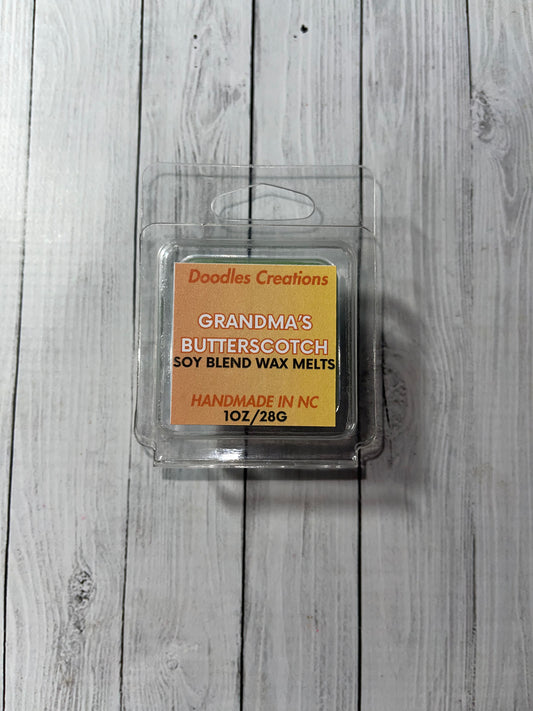 Doodles Creations
GRANDMA'S
BUTTERSCOTCH
SOY BLEND WAX MELTS
HANDMADE IN NC
1OZ/28G